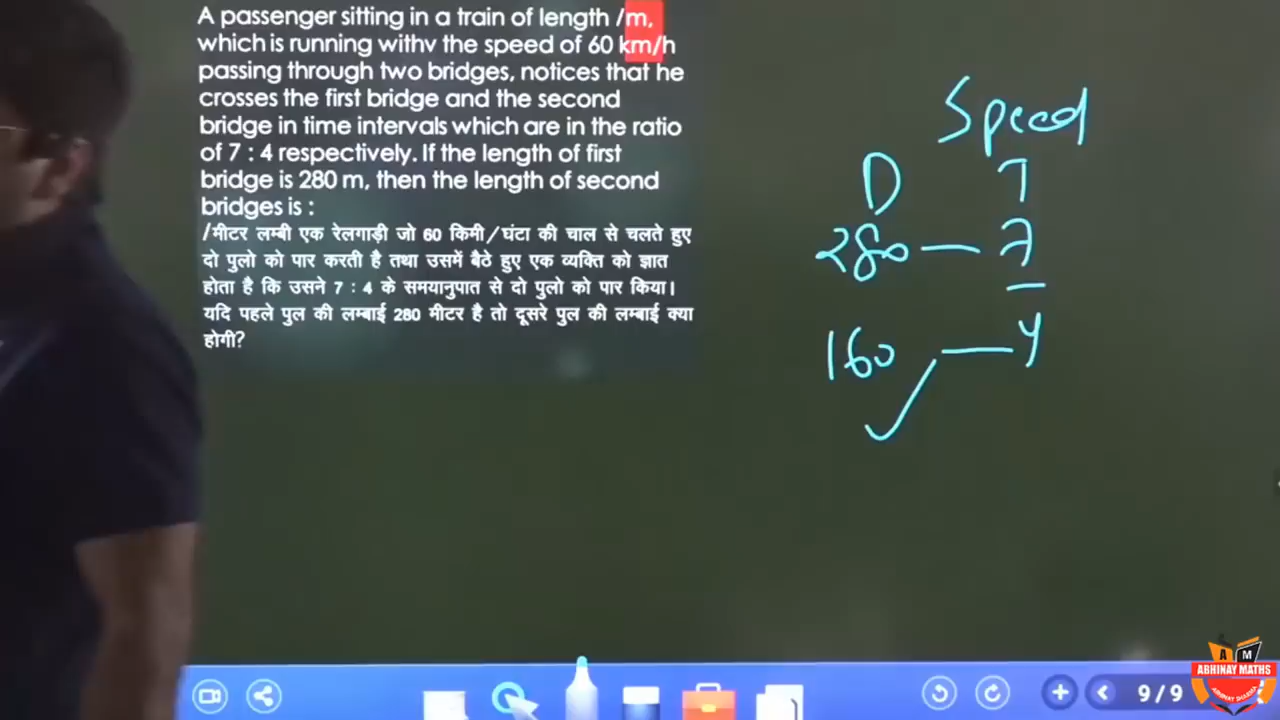 A passenger sitting in a train of length /m,
which is running withv the speed of 60 km/h
passing through two bridges, notices that he
crosses the first bridge and the second
bridge in time intervals which are in the ratio
of 7 : 4 respectively. If the length of first
bridge is 280 m, then the length of second
bridges is :
/मीटर लम्बी एक रेलगाड़ी जो 60 किमी/घंटा की चाल से चलते हुए
दो पुलो को पार करती है तथा उसमें बैठे हुए एक व्यक्ति को ज्ञात
होता है कि उसने 7 : 4 के समयानुपात से दो पुलो को पार किया।
यदि पहले पुल की लम्बाई 280 मीटर है तो दूसरे पुल की लम्बाई क्या
होगी?
Speed
D T
280 — 7
160 — 4
9/9
A M
ABHINAY MATHS
ABHINAY SHARMA